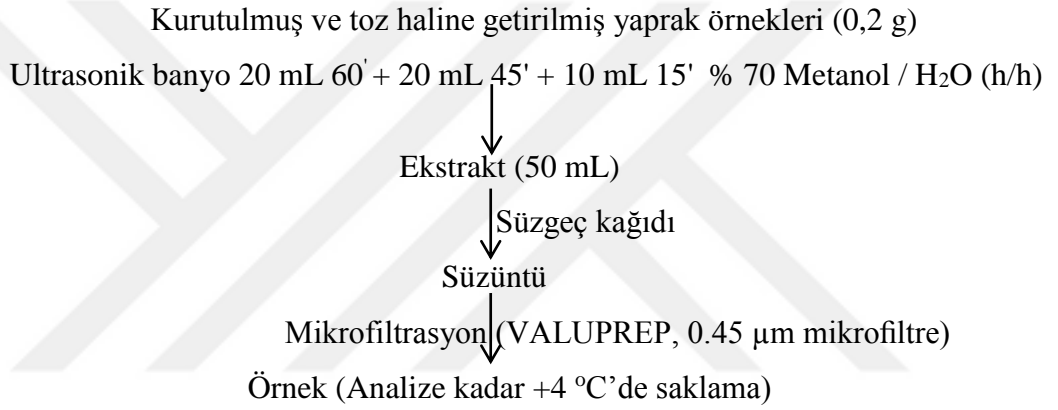 Kurutulmuş ve toz haline getirilmiş yaprak örnekleri (0,2 g)
Ultrasonik banyo 20 mL 60' + 20 mL 45' + 10 mL 15' % 70 Metanol / H₂O (h/h)
Ekstrakt (50 mL)
Süzgeç kağıdı
Süzüntü
Mikrofiltrasyon (VALUPREP, 0.45 µm mikrofiltre)
Örnek (Analize kadar +4 ºC’de saklama)